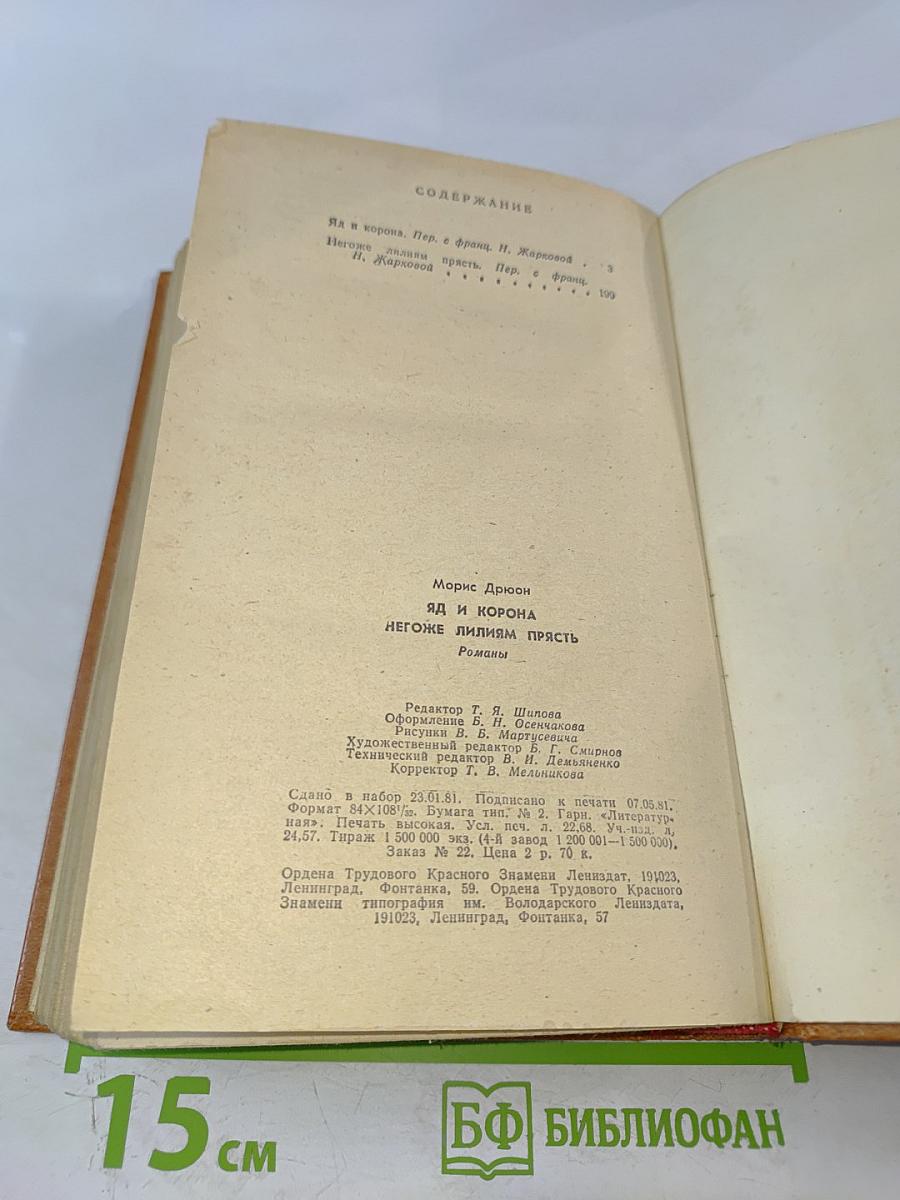 СОДЕРЖАНИЕ
Яд и корона. Пер. с франц. Н. Жарковой . 3
Негоже лилиям прясть. Пер. с франц.
Н. Жарковой . . . . . . . . . . 199
Морис Дрюон
ЯД И КОРОНА
НЕГОЖЕ ЛИЛИЯМ ПРЯСТЬ
Романы
Редактор Т. Я. Шипова
Оформление Б. Н. Осенчакова
Рисунки В. Б. Мартусевича
Художественный редактор Б. Г. Смирнов
Технический редактор В. И. Демьяненко
Корректор Т. В. Мельникова
Сдано в набор 23.01.81. Подписано к печати 07.05.81.
Формат 84×108¹/₃₂. Бумага тип. № 2. Гарн. «Литератур-
ная». Печать высокая. Усл. печ. л. 22,68. Уч.-изд. л.
24,57. Тираж 1 500 000 экз. (4-й завод 1 200 001—1 500 000).
Заказ № 22. Цена 2 р. 70 к.
Ордена Трудового Красного Знамени Лениздат, 191023,
Ленинград, Фонтанка, 59. Ордена Трудового Красного
Знамени типография им. Володарского Лениздата,
191023, Ленинград, Фонтанка, 57
15 см
БФ БИБЛИОФАН